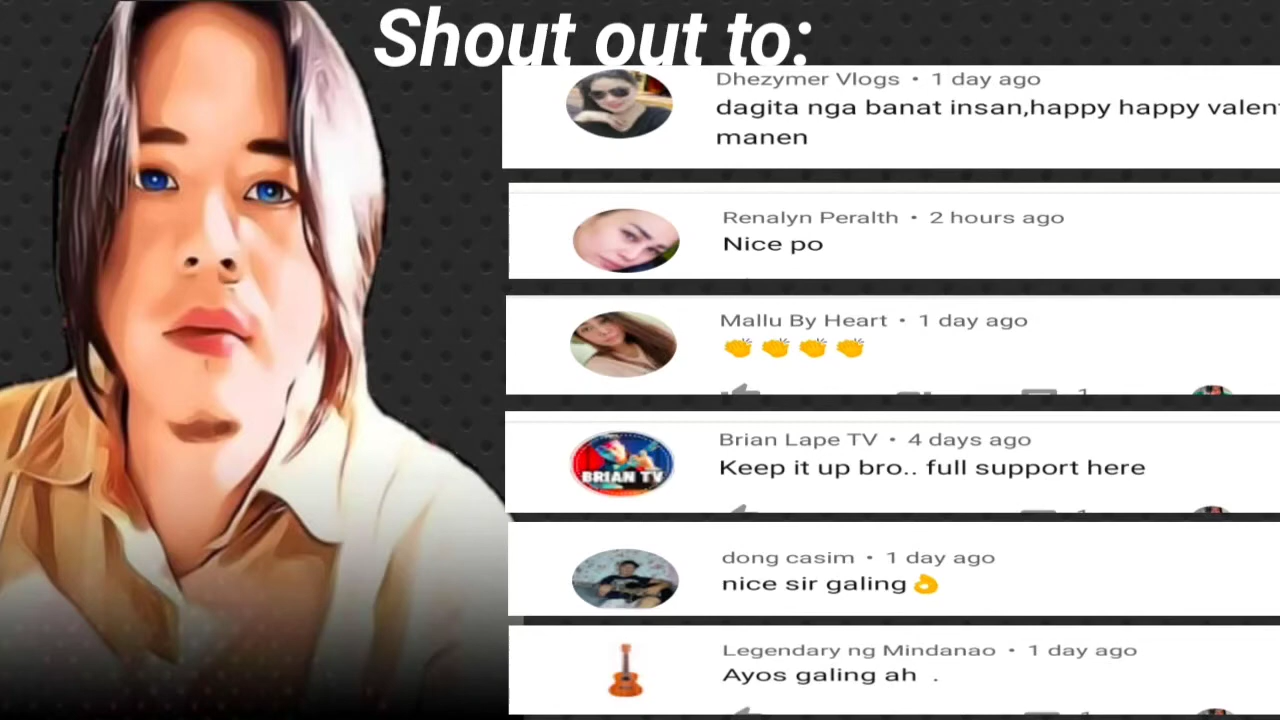 Shout out to:
Dhezymer Vlogs • 1 day ago
dagita nga banat insan,happy happy valen
manen
Renalyn Peralth • 2 hours ago
Nice po
Mallu By Heart • 1 day ago
👏👏👏👏
1
Brian Lape TV • 4 days ago
BRIAN TV
Keep it up bro.. full support here
dong casim • 1 day ago
nice sir galing👌
Legendary ng Mindanao • 1 day ago
Ayos galing ah .